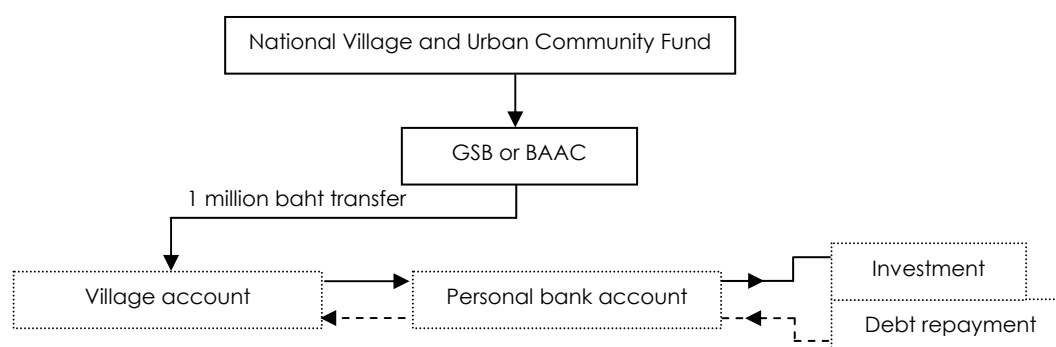 National Village and Urban Community Fund
GSB or BAAC
1 million baht transfer
Village account
Personal bank account
Investment
Debt repayment